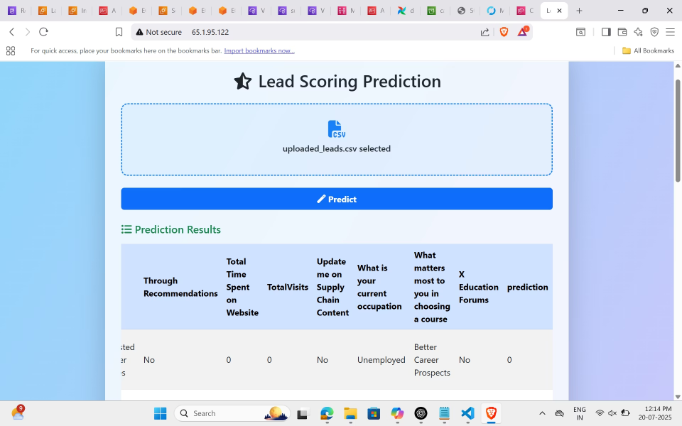 Not secure 65.1.95.122
For quick access, place your bookmarks here on the bookmarks bar. Import bookmarks now...
All Bookmarks
Lead Scoring Prediction
CSV
uploaded_leads.csv selected
Predict
Prediction Results
Through Recommendations
Total Time Spent on Website
TotalVisits
Update me on Supply Chain Content
What is your current occupation
What matters most to you in choosing a course
X Education Forums
prediction
No
0
0
No
Unemployed
Better Career Prospects
No
0
Search
ENG
IN
12:14 PM
20-07-2025